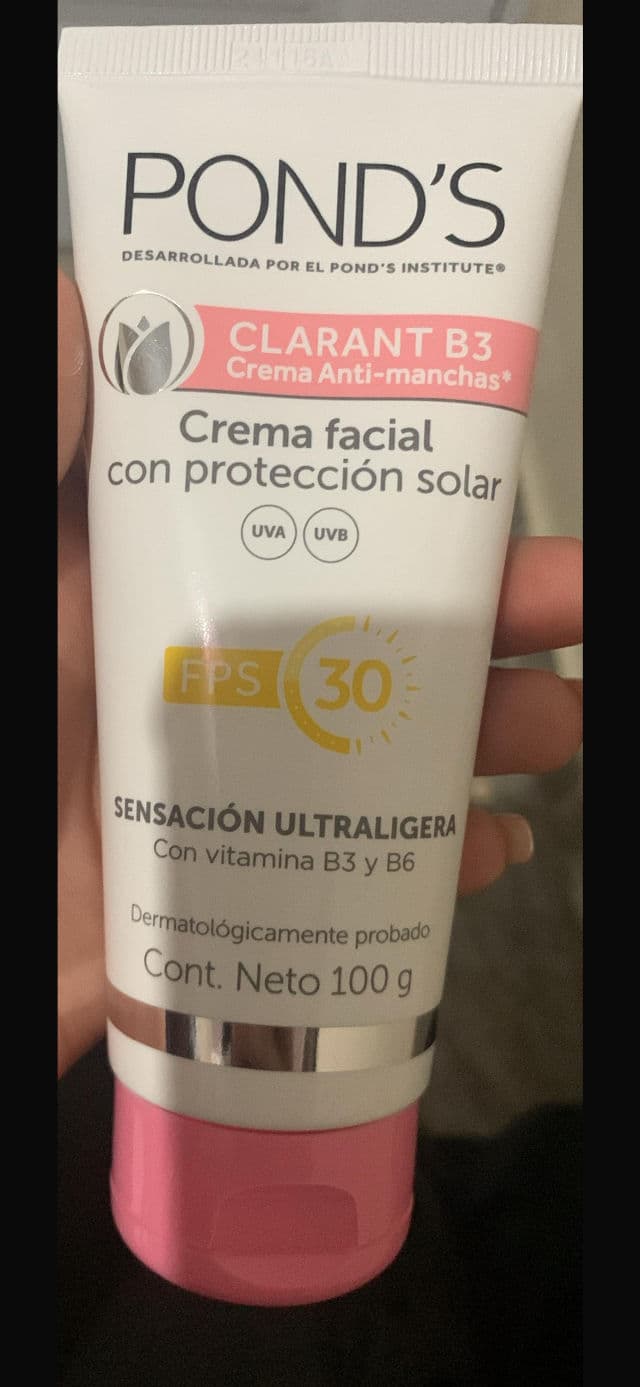 POND'S
DESARROLLADA POR EL POND'S INSTITUTE®
CLARANT B3
Crema Anti-manchas*
Crema facial
con protección solar
UVA UVB
FPS 30
SENSACIÓN ULTRALIGERA
Con vitamina B3 y B6
Dermatológicamente probado
Cont. Neto 100 g